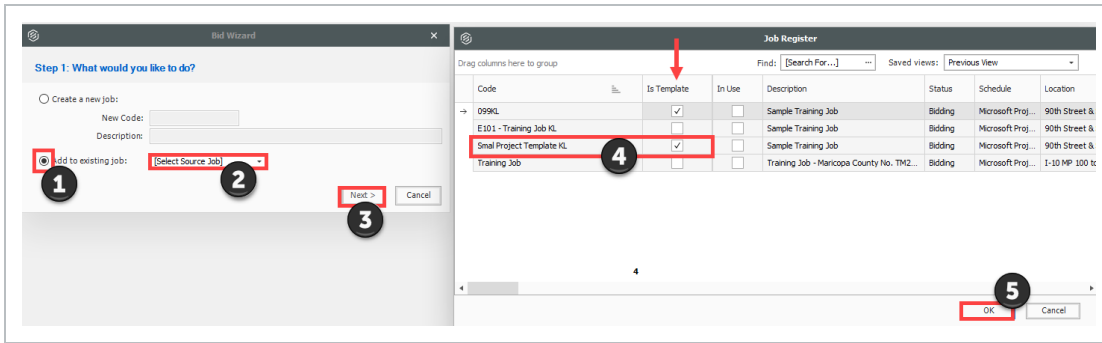 Bid Wizard
Step 1: What would you like to do?
Create a new job:
New Code:
Description:
Add to existing job: [Select Source Job]
1
2
Next > Cancel
3
Job Register
Drag columns here to group Find: [Search For...] ... Saved views: Previous View
Code Is Template In Use Description Status Schedule Location
099KL Sample Training Job Bidding Microsoft Proj... 90th Street &
E101 - Training Job KL Sample Training Job Bidding Microsoft Proj... 90th Street &
Smal Project Template KL Sample Training Job Bidding Microsoft Proj... 90th Street &
4
Training Job Training Job - Maricopa County No. TM2... Bidding Microsoft Proj... I-10 MP 100 to
4
5
OK Cancel